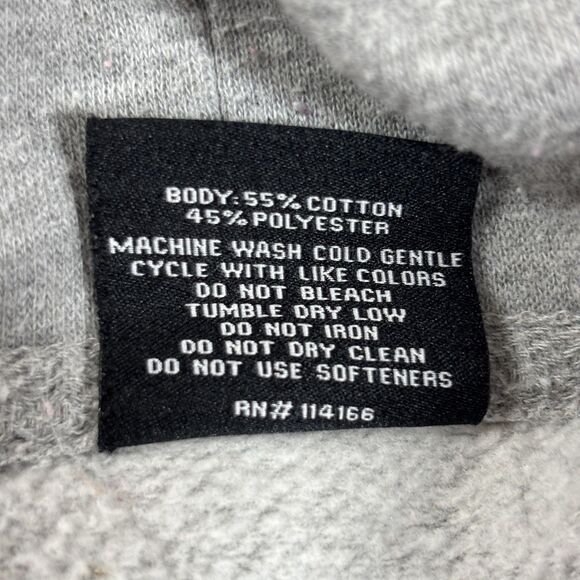 BODY: 55% COTTON
45% POLYESTER
MACHINE WASH COLD GENTLE
CYCLE WITH LIKE COLORS
DO NOT BLEACH
TUMBLE DRY LOW
DO NOT IRON
DO NOT DRY CLEAN
DO NOT USE SOFTENERS
RN# 114166